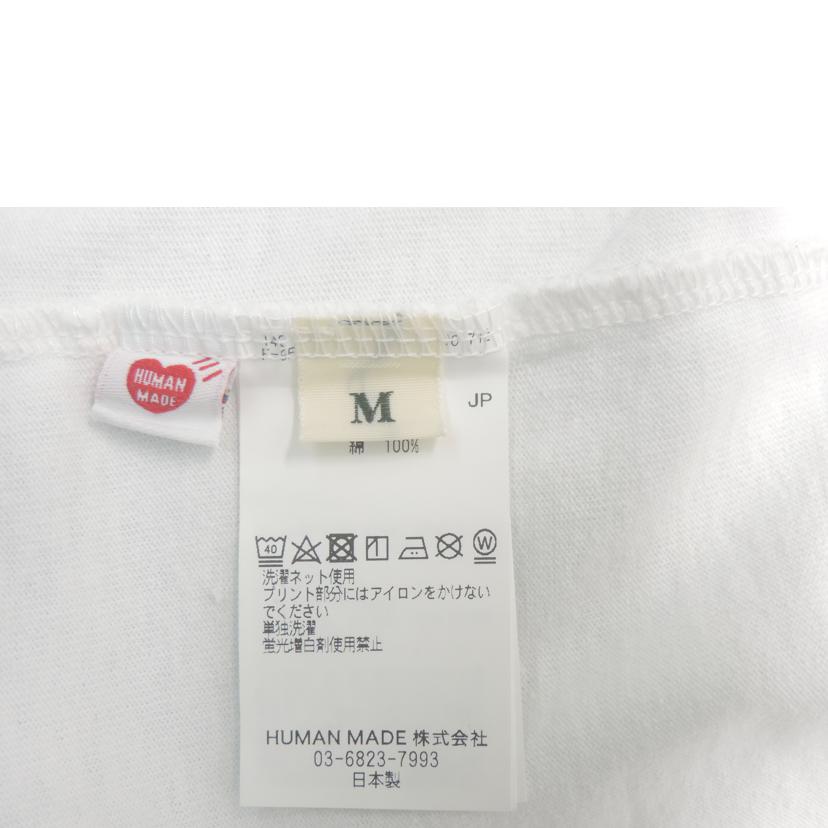 HUMAN
MADE
M
JP
綿 100%
40
W
洗濯ネット使用
プリント部分にはアイロンをかけない
でください
単独洗濯
蛍光増白剤使用禁止
HUMAN MADE 株式会社
03-6823-7993
日本製